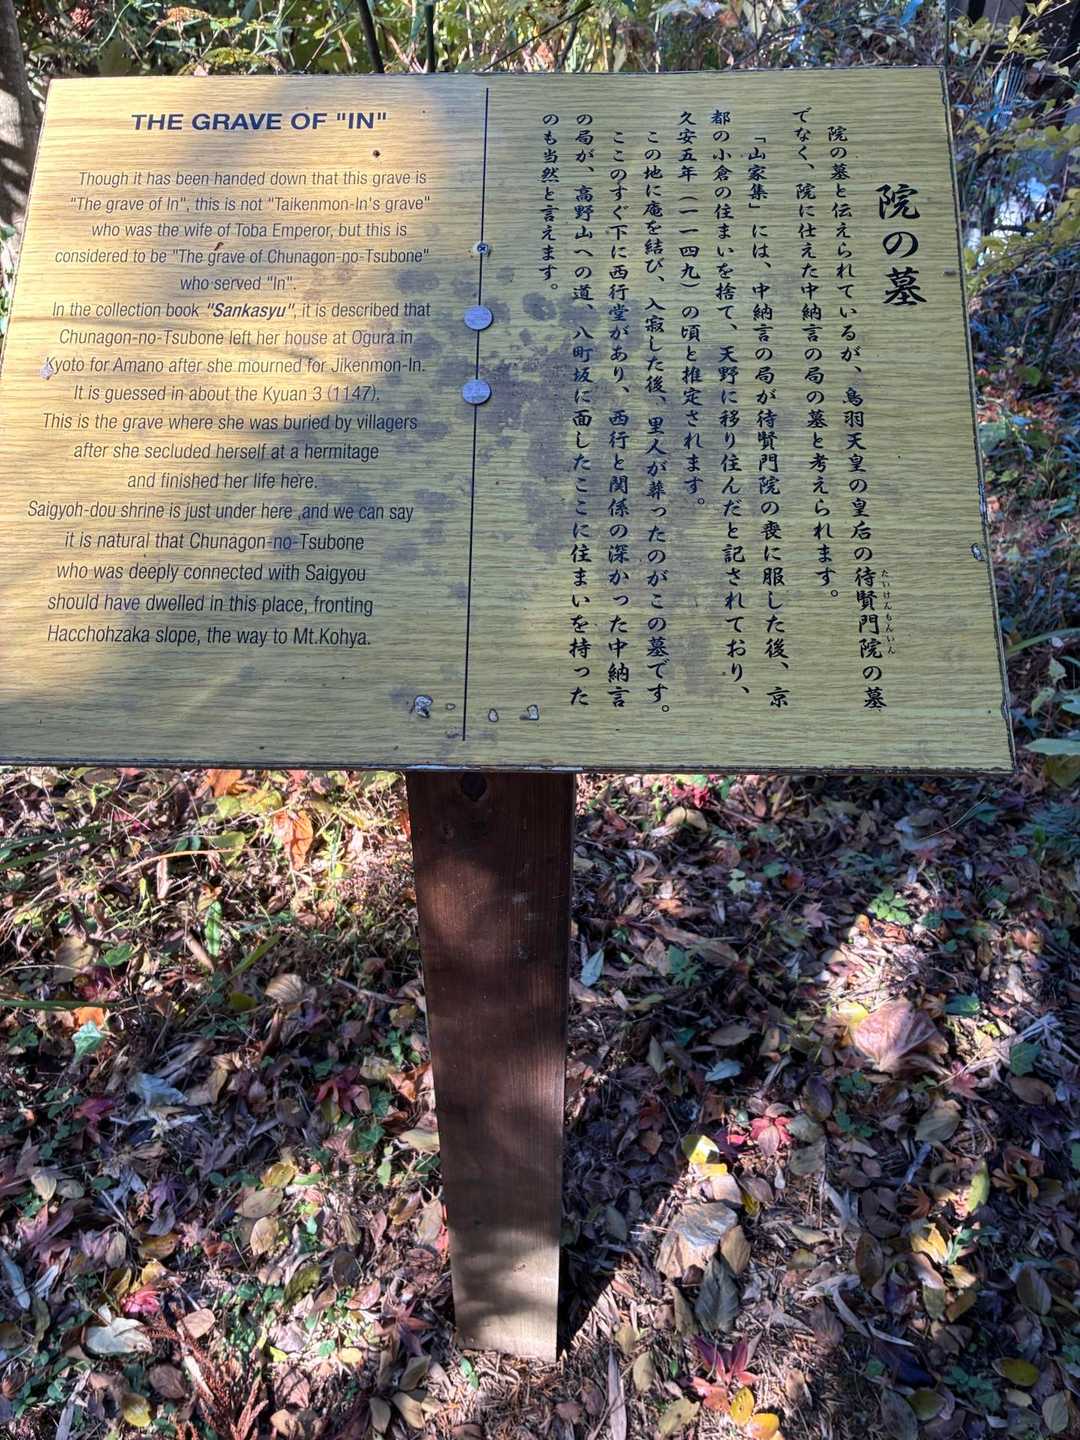 THE GRAVE OF "IN"
Though it has been handed down that this grave is
"The grave of In", this is not "Taikenmon-In's grave"
who was the wife of Toba Emperor, but this is
considered to be "The grave of Chunagon-no-Tsubone"
who served "In".
In the collection book "Sankasyu", it is described that
Chunagon-no-Tsubone left her house at Ogura in
Kyoto for Amano after she mourned for Jikenmon-In.
It is guessed in about the Kyuan 3 (1147).
This is the grave where she was buried by villagers
after she secluded herself at a hermitage
and finished her life here.
Saigyoh-dou shrine is just under here ,and we can say
it is natural that Chunagon-no-Tsubone
who was deeply connected with Saigyou
should have dwelled in this place, fronting
Hacchohzaka slope, the way to Mt.Kohya.
院の墓
院の墓と伝えられているが、鳥羽天皇の皇后の待賢門院の墓
たいけんもんいん
でなく、院に仕えた中納言の局の墓と考えられます。
「山家集」には、中納言の局が待賢門院の喪に服した後、京
都の小倉の住まいを捨て、天野に移り住んだと記されており、
久安五年(一一四九)の頃と推定されます。
この地に庵を結び、入寂した後、里人が葬ったのがこの墓です。
ここのすぐ下に西行堂があり、西行と関係の深かった中納言
の局が、高野山への道、八町坂に面したここに住まいを持った
のも当然と言えます。